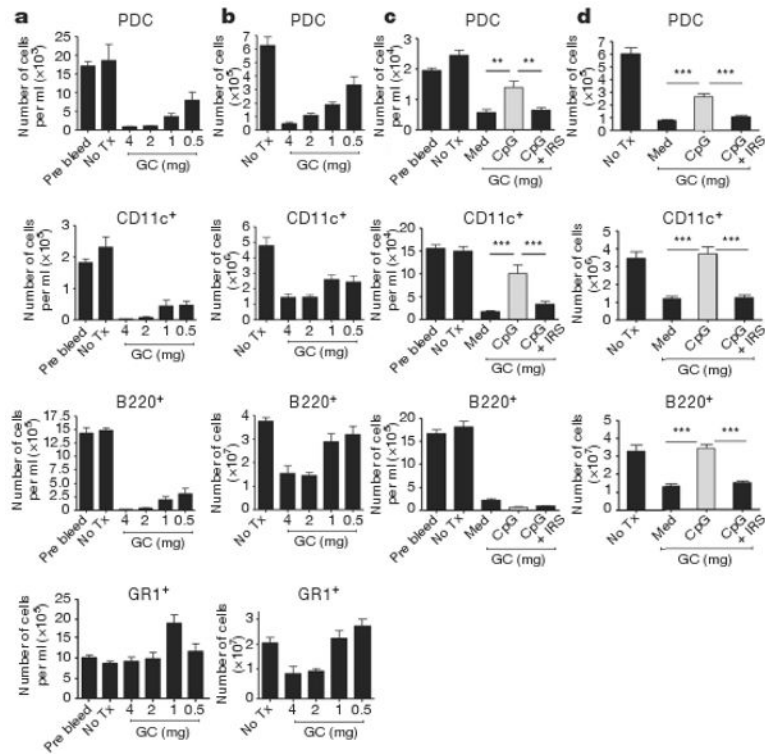 a
PDC
Number of cells
per ml (×10³)
25
20
15
10
5
0
Pre bleed
No Tx
4 2 1 0.5
GC (mg)
b
PDC
Number of cells
(×10⁵)
7
6
5
4
3
2
1
0
No Tx
4 2 1 0.5
GC (mg)
c
PDC
Number of cells
per ml (×10⁴)
5
4
3
2
1
0
** **
Pre bleed
No Tx
Med
CpG
CpG
+ IRS
GC (mg)
d
PDC
Number of cells
(×10⁵)
7
6
5
4
3
2
1
0
*** ***
No Tx
Med
CpG
CpG
+ IRS
GC (mg)
CD11c⁺
Number of cells
per ml (×10⁵)
3
2
1
0
Pre bleed
No Tx
4 2 1 0.5
GC (mg)
CD11c⁺
Number of cells
(×10⁶)
6
5
4
3
2
1
0
No Tx
4 2 1 0.5
GC (mg)
CD11c⁺
Number of cells
per ml (×10⁴)
20
15
10
5
0
*** ***
Pre bleed
No Tx
Med
CpG
CpG
+ IRS
GC (mg)
CD11c⁺
Number of cells
(×10⁶)
5
4
3
2
1
0
*** ***
No Tx
Med
CpG
CpG
+ IRS
GC (mg)
B220⁺
Number of cells
per ml (×10⁵)
17.5
15
12.5
10
7.5
5.0
2.5
0
Pre bleed
No Tx
4 2 1 0.5
GC (mg)
B220⁺
Number of cells
(×10⁷)
5
4
3
2
1
0
No Tx
4 2 1 0.5
GC (mg)
B220⁺
Number of cells
per ml (×10⁵)
20
15
10
5
0
Pre bleed
No Tx
Med
CpG
CpG
+ IRS
GC (mg)
B220⁺
Number of cells
(×10⁷)
5
4
3
2
1
0
*** ***
No Tx
Med
CpG
CpG
+ IRS
GC (mg)
GR1⁺
Number of cells
per ml (×10⁵)
25
20
15
10
5
0
Pre bleed
No Tx
4 2 1 0.5
GC (mg)
GR1⁺
Number of cells
(×10⁷)
3
2
1
0
No Tx
4 2 1 0.5
GC (mg)